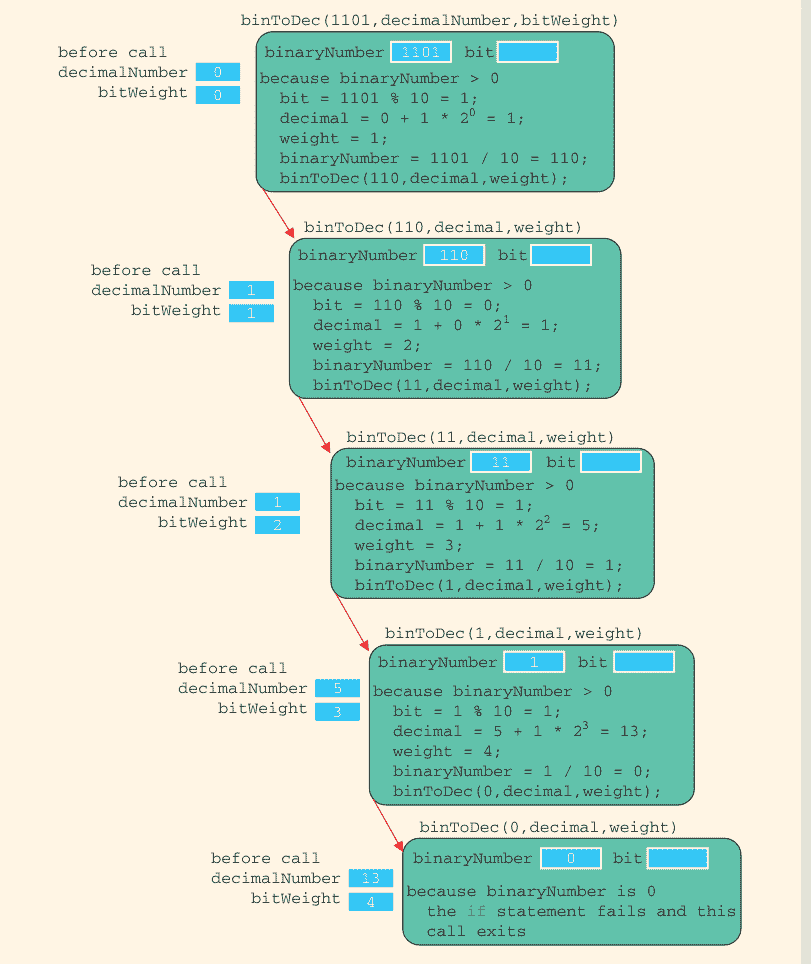 binToDec(1101,decimalNumber,bitWeight)
before call
decimalNumber 0
bitWeight 0
binaryNumber 1101 bit
because binaryNumber > 0
bit = 1101 % 10 = 1;
decimal = 0 + 1 * 2⁰ = 1;
weight = 1;
binaryNumber = 1101 / 10 = 110;
binToDec(110,decimal,weight);
binToDec(110,decimal,weight)
before call
decimalNumber 1
bitWeight 1
binaryNumber 110 bit
because binaryNumber > 0
bit = 110 % 10 = 0;
decimal = 1 + 0 * 2¹ = 1;
weight = 2;
binaryNumber = 110 / 10 = 11;
binToDec(11,decimal,weight);
binToDec(11,decimal,weight)
before call
decimalNumber 1
bitWeight 2
binaryNumber 11 bit
because binaryNumber > 0
bit = 11 % 10 = 1;
decimal = 1 + 1 * 2² = 5;
weight = 3;
binaryNumber = 11 / 10 = 1;
binToDec(1,decimal,weight);
binToDec(1,decimal,weight)
before call
decimalNumber 5
bitWeight 3
binaryNumber 1 bit
because binaryNumber > 0
bit = 1 % 10 = 1;
decimal = 5 + 1 * 2³ = 13;
weight = 4;
binaryNumber = 1 / 10 = 0;
binToDec(0,decimal,weight);
binToDec(0,decimal,weight)
before call
decimalNumber 13
bitWeight 4
binaryNumber 0 bit
because binaryNumber is 0
the if statement fails and this
call exits